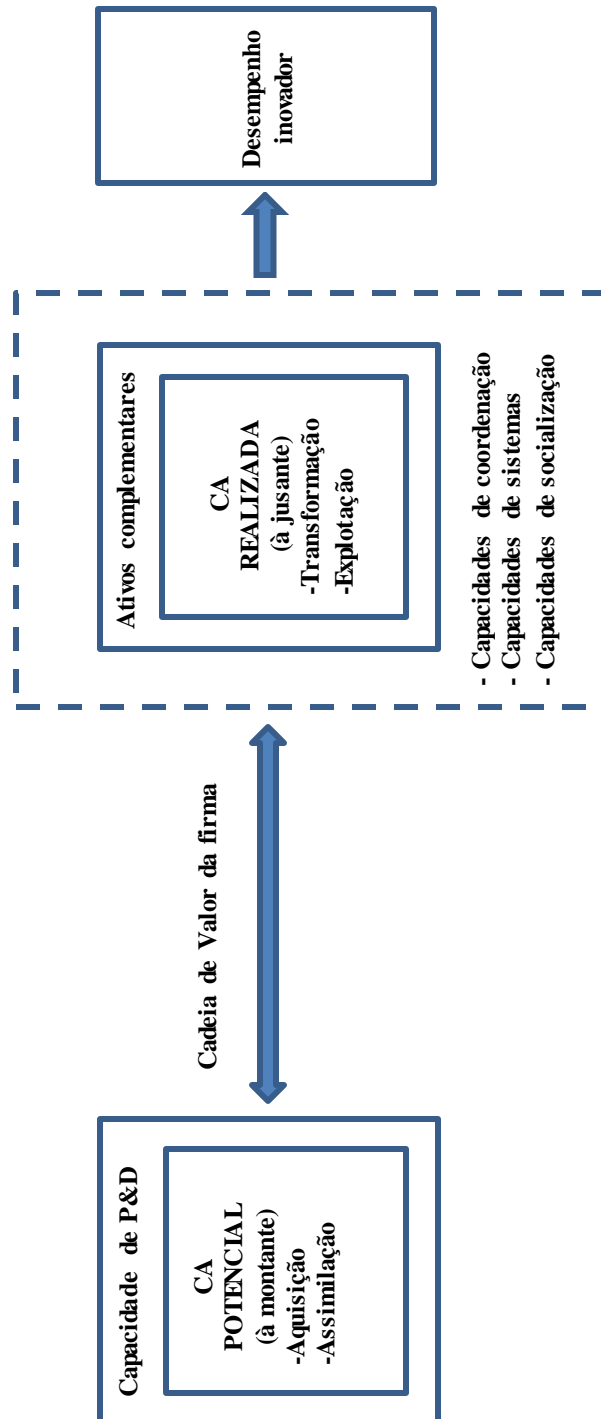 Capacidade de P&D
CA
POTENCIAL
(à montante)
-Aquisição
-Assimilação
Cadeia de Valor da firma
Ativos complementares
CA
REALIZADA
(à jusante)
-Transformação
-Explotação
- Capacidades de coordenação
- Capacidades de sistemas
- Capacidades de socialização
Desempenho
inovador